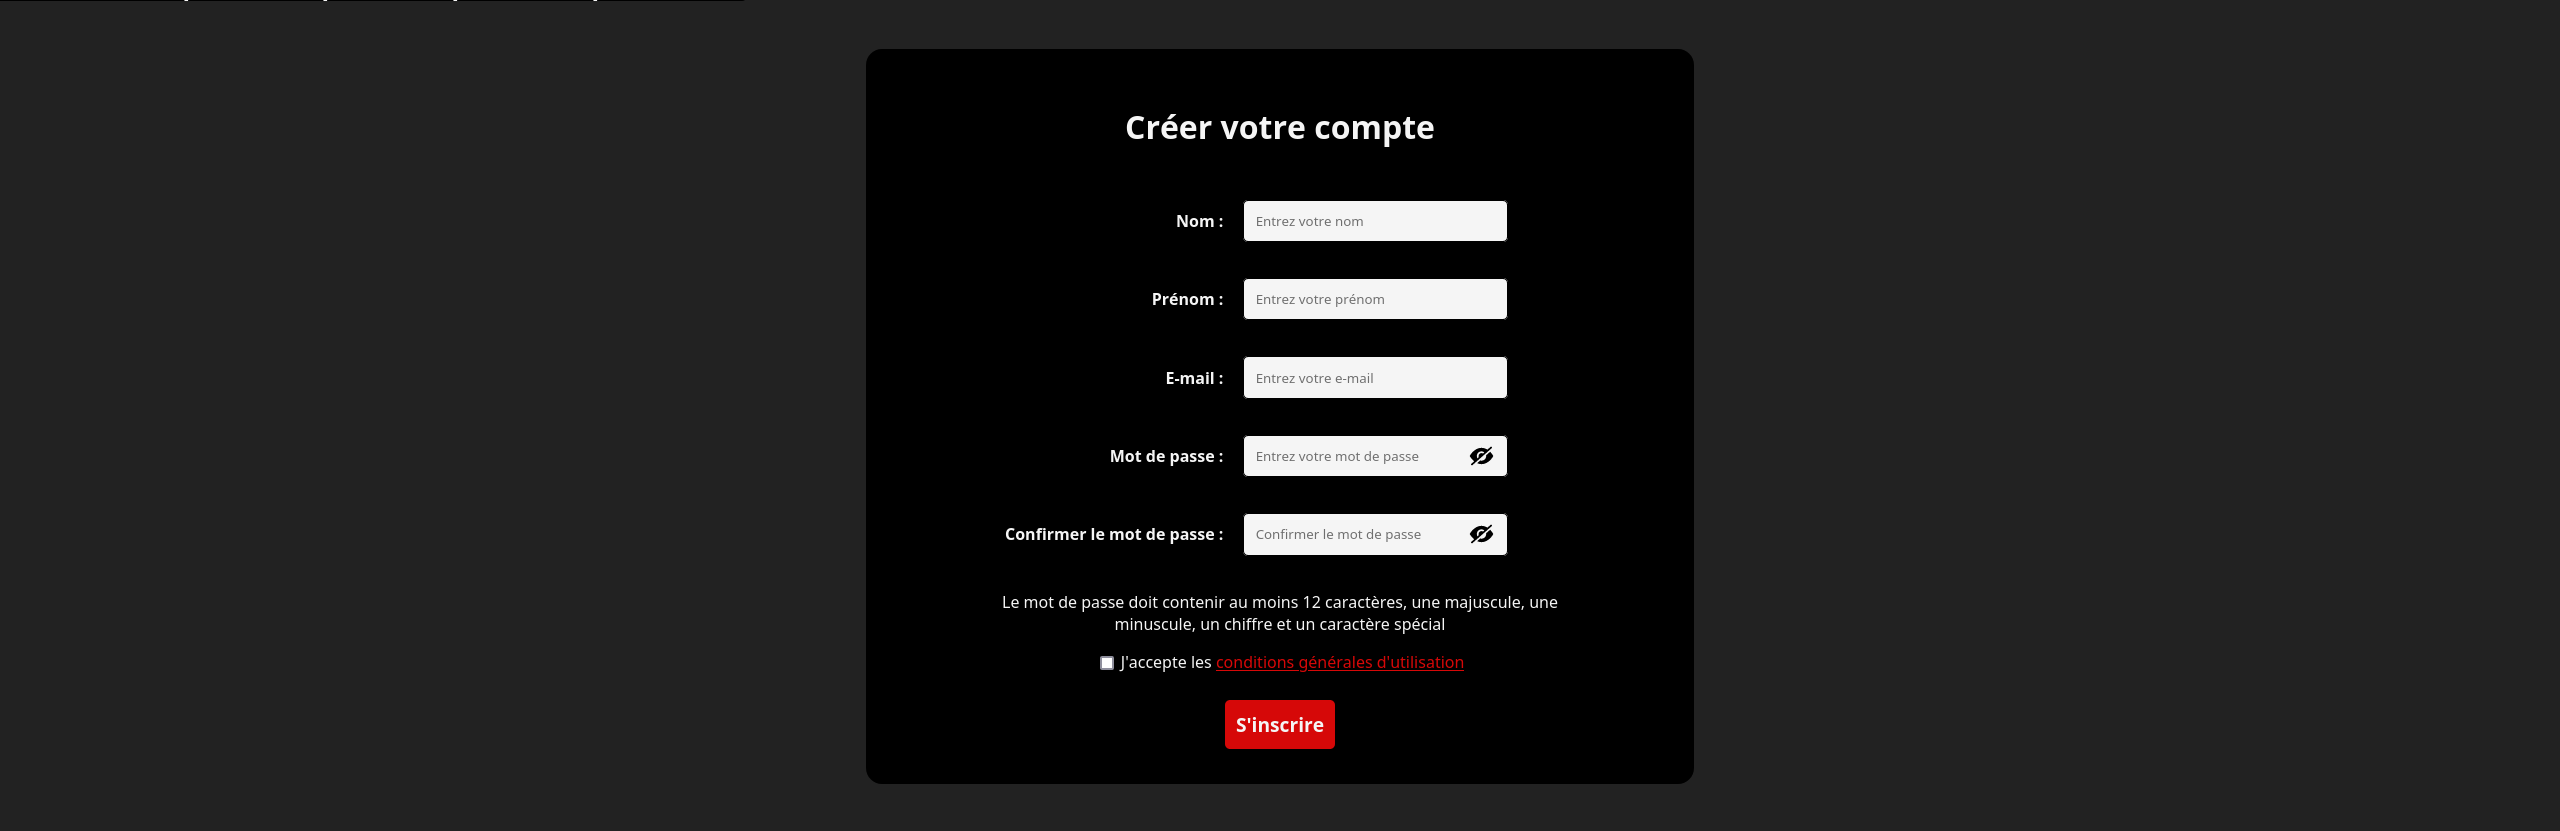 Créer votre compte
Nom :
Entrez votre nom
Prénom :
Entrez votre prénom
E-mail :
Entrez votre e-mail
Mot de passe :
Entrez votre mot de passe
Confirmer le mot de passe :
Confirmer le mot de passe
Le mot de passe doit contenir au moins 12 caractères, une majuscule, une
minuscule, un chiffre et un caractère spécial
J'accepte les conditions générales d'utilisation
S'inscrire